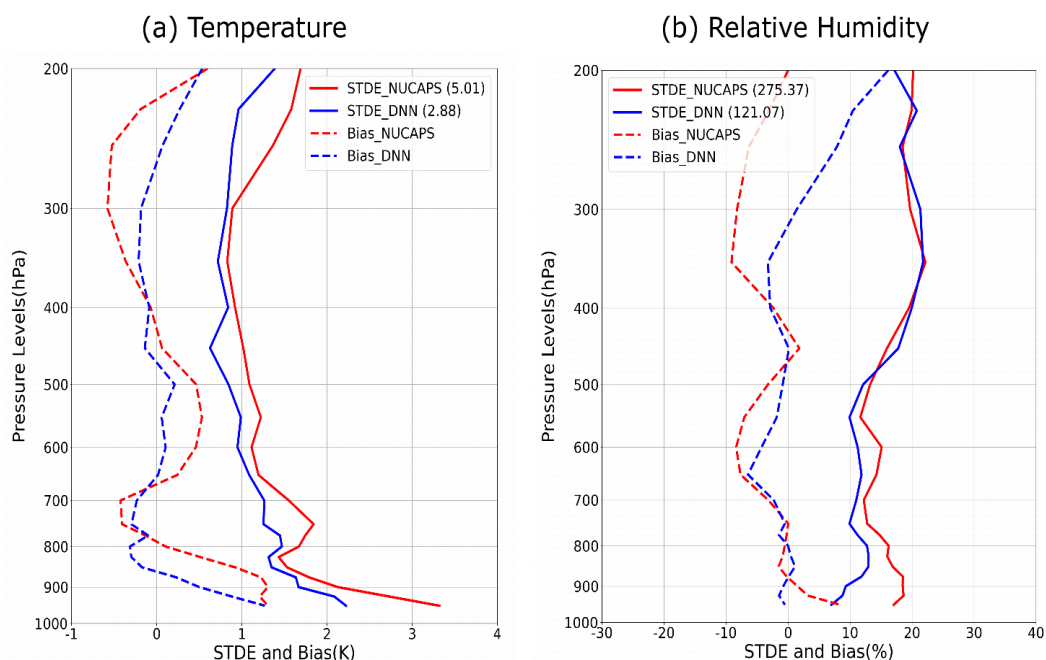 (a) Temperature
200
300
400
500
600
700
800
900
1000
Pressure Levels(hPa)
STDE_NUCAPS (5.01)
STDE_DNN (2.88)
Bias_NUCAPS
Bias_DNN
-1
0
1
2
3
4
STDE and Bias(K)
(b) Relative Humidity
200
300
400
500
600
700
800
900
1000
Pressure Levels(hPa)
STDE_NUCAPS (275.37)
STDE_DNN (121.07)
Bias_NUCAPS
Bias_DNN
-30
-20
-10
0
10
20
30
40
STDE and Bias(%)